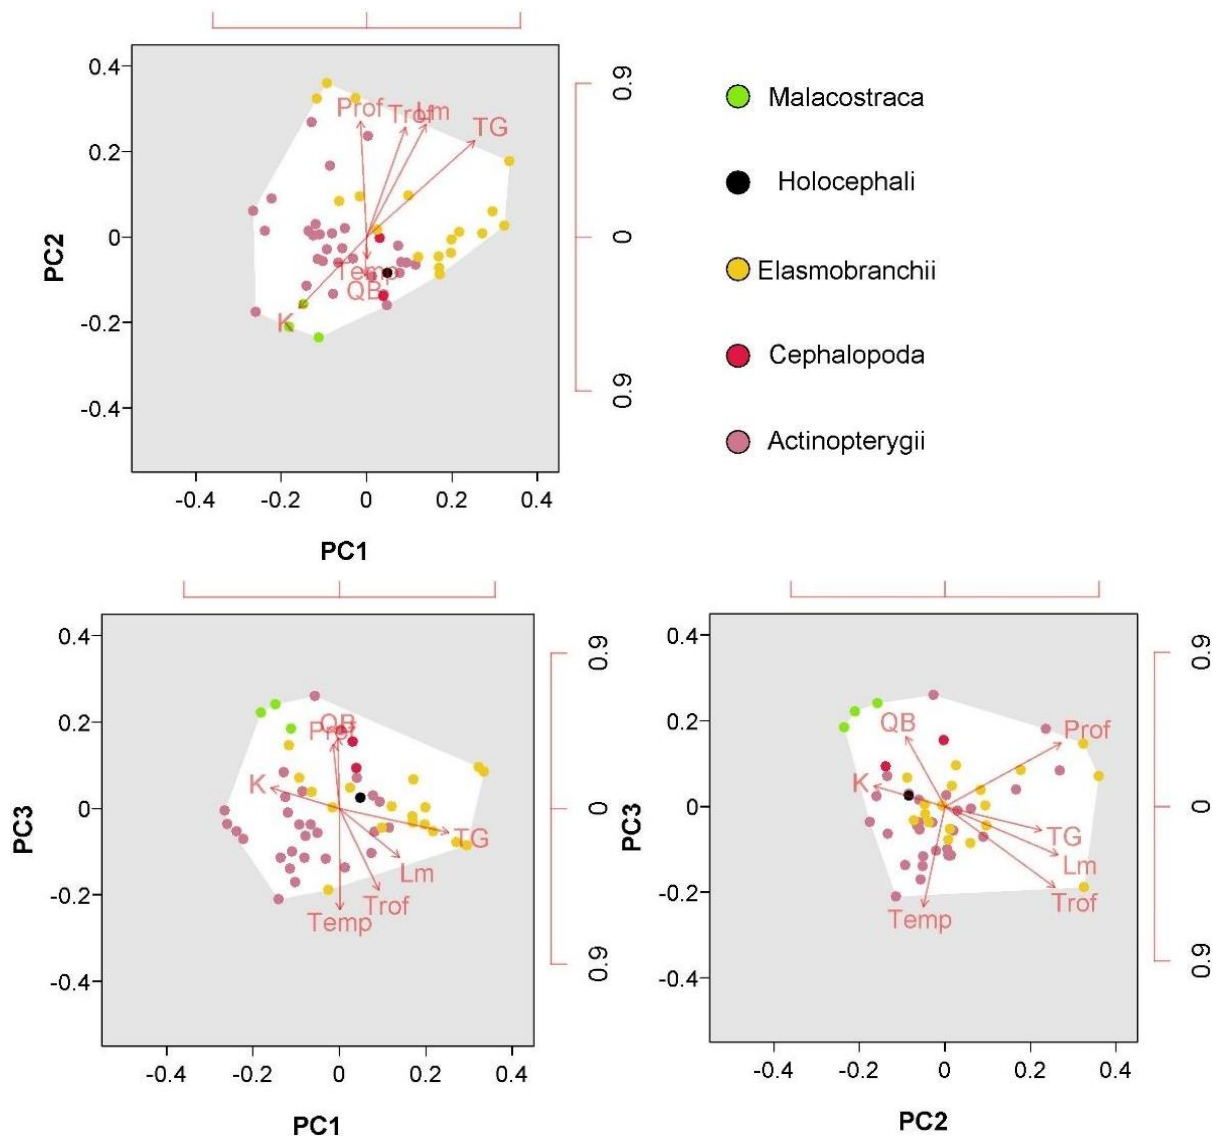 0.4
0.2
0
-0.2
-0.4
PC2
Prof
Trof
Lm
TG
Temp
QB
K
0.9
0
0.9
-0.4
-0.2
0
0.2
0.4
PC1
Malacostraca
Holocephali
Elasmobranchii
Cephalopoda
Actinopterygii
0.4
0.2
0
-0.2
-0.4
PC3
QB
Prof
K
TG
Lm
Trof
Temp
0.9
0
0.9
-0.4
-0.2
0
0.2
0.4
PC1
0.4
0.2
0
-0.2
-0.4
PC3
QB
Prof
K
TG
Lm
Trof
Temp
0.9
0
0.9
-0.4
-0.2
0
0.2
0.4
PC2